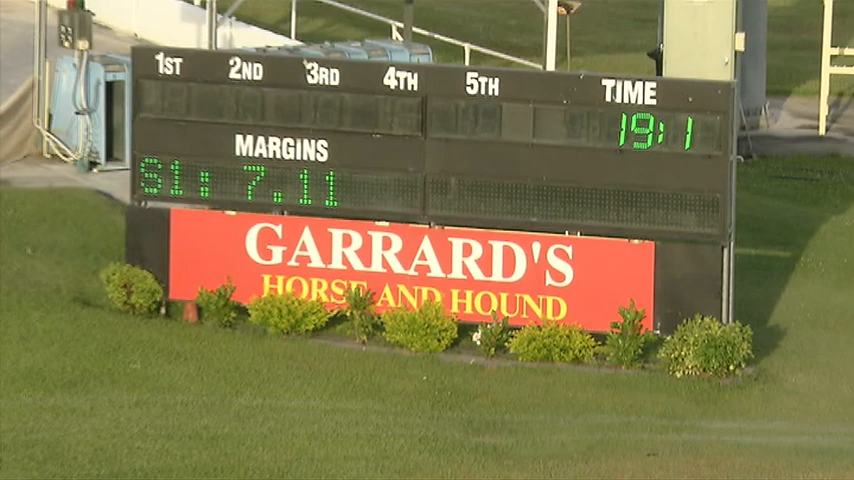 1ST 2ND 3RD 4TH 5TH TIME
19:1
MARGINS
S1: 7.11
GARRARD'S
HORSE AND HOUND